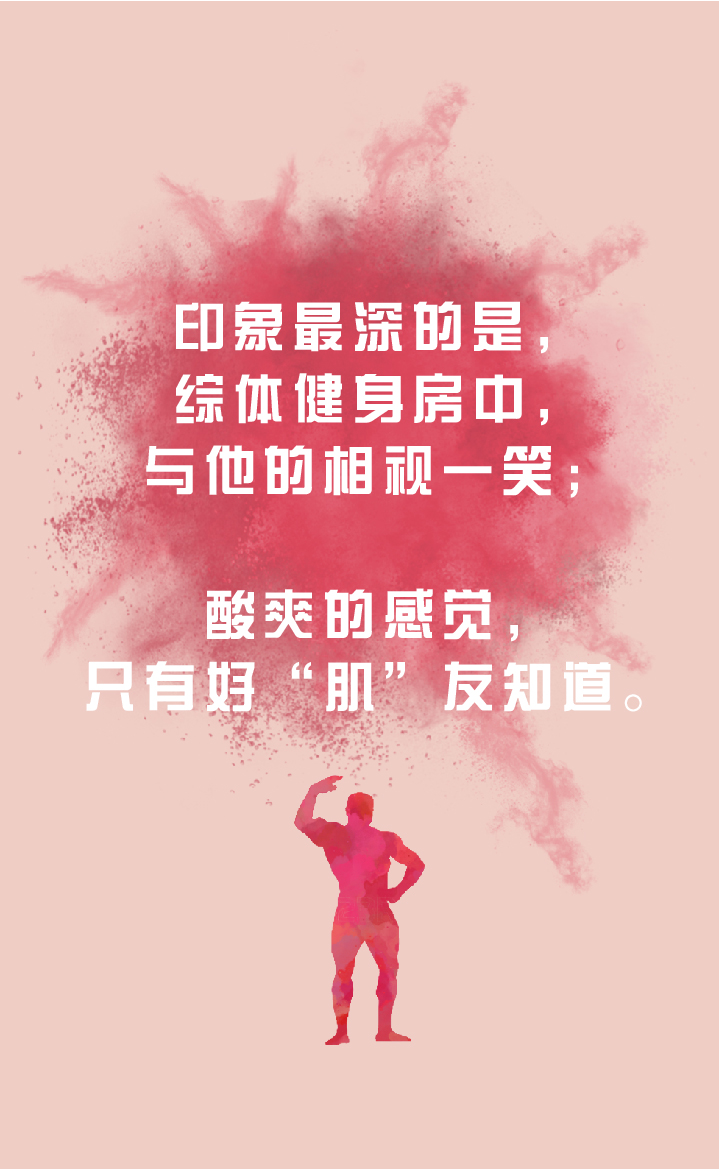 印象最深的是，
综体健身房中，
与他的相视一笑；
酸爽的感觉，
只有好“肌”友知道。